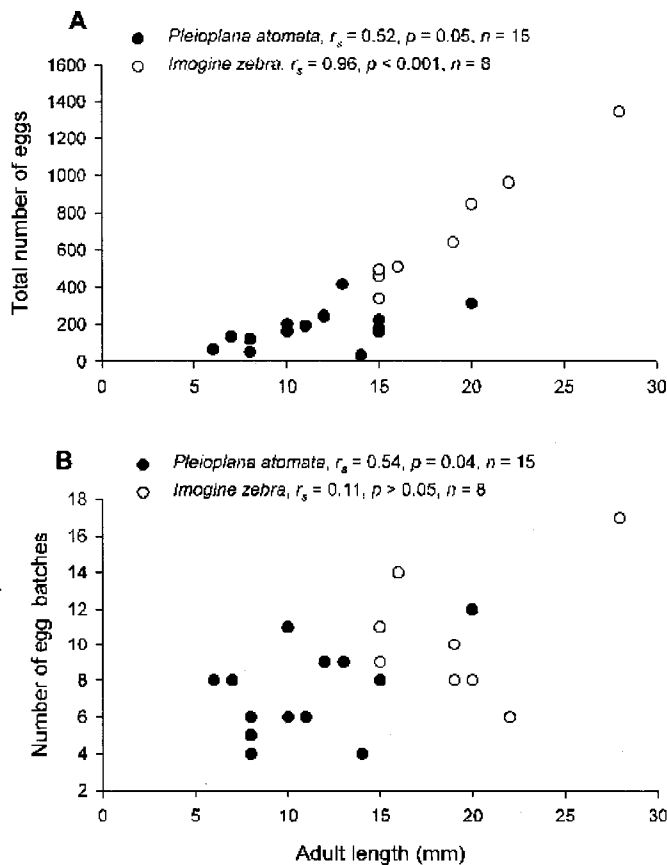 A
Pleioplana atomata, rs = 0.52, p = 0.05, n = 15
Imogine zebra, rs = 0.96, p < 0.001, n = 8
1600
1400
1200
1000
800
600
400
200
0
Total number of eggs
0 5 10 15 20 25 30
B
Pleioplana atomata, rs = 0.54, p = 0.04, n = 15
Imogine zebra, rs = 0.11, p > 0.05, n = 8
18
16
14
12
10
8
6
4
2
Number of egg batches
0 5 10 15 20 25 30
Adult length (mm)